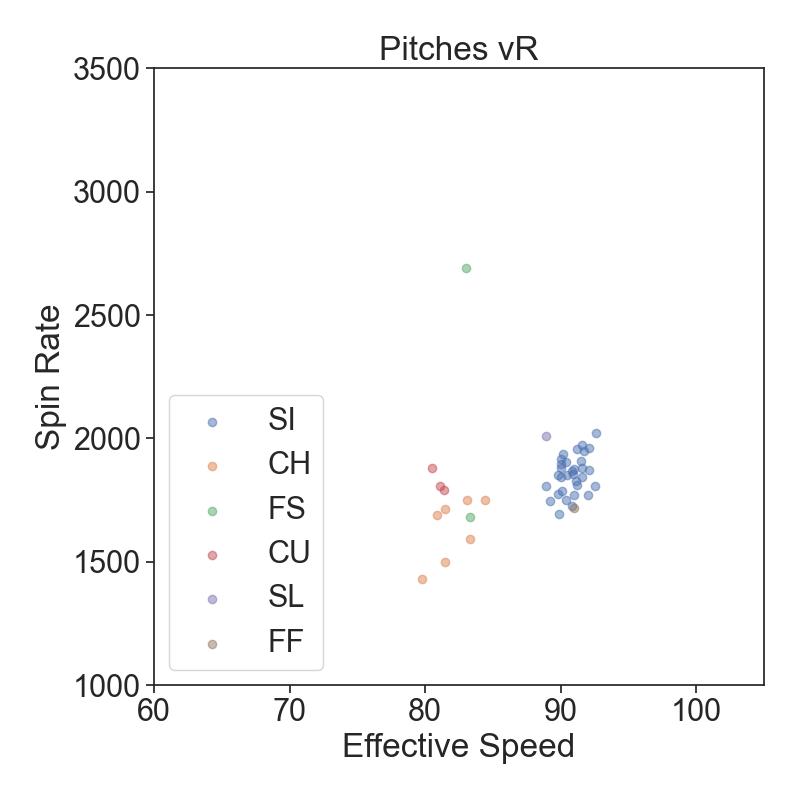 Pitches vR
3500
3000
2500
2000
1500
1000
Spin Rate
SI
CH
FS
CU
SL
FF
60 70 80 90 100
Effective Speed